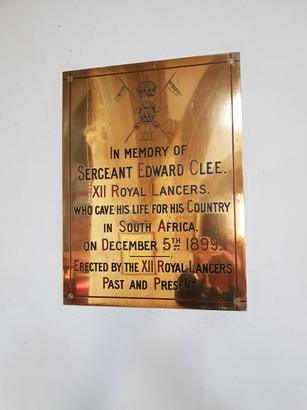 XII
IN MEMORY OF
SERGEANT EDWARD CLEE.
XII ROYAL LANCERS.
WHO GAVE HIS LIFE FOR HIS COUNTRY
IN SOUTH AFRICA.
ON DECEMBER 5TH 1899.
ERECTED BY THE XII ROYAL LANCERS
PAST AND PRESENT.